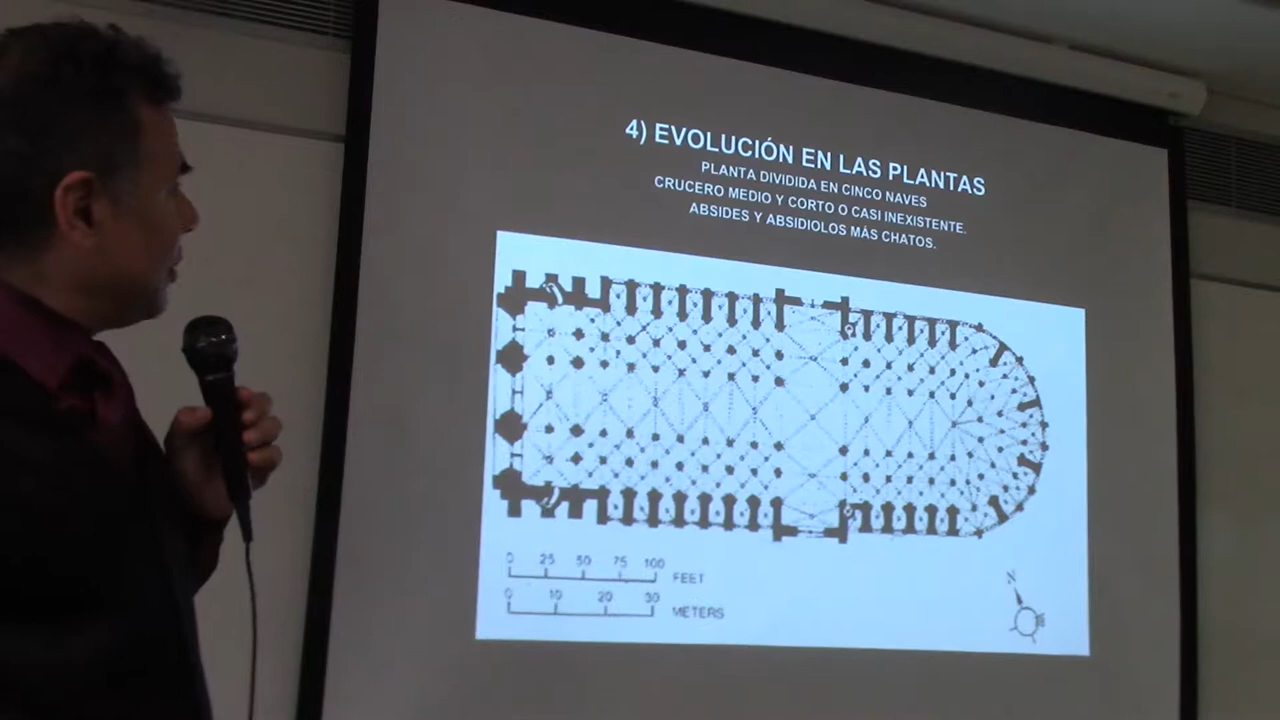 4) EVOLUCIÓN EN LAS PLANTAS
PLANTA DIVIDIDA EN CINCO NAVES
CRUCERO MEDIO Y CORTO O CASI INEXISTENTE.
ABSIDES Y ABSIDIOLOS MÁS CHATOS.
0 25 50 75 100
FEET
0 10 20 30
METERS
N